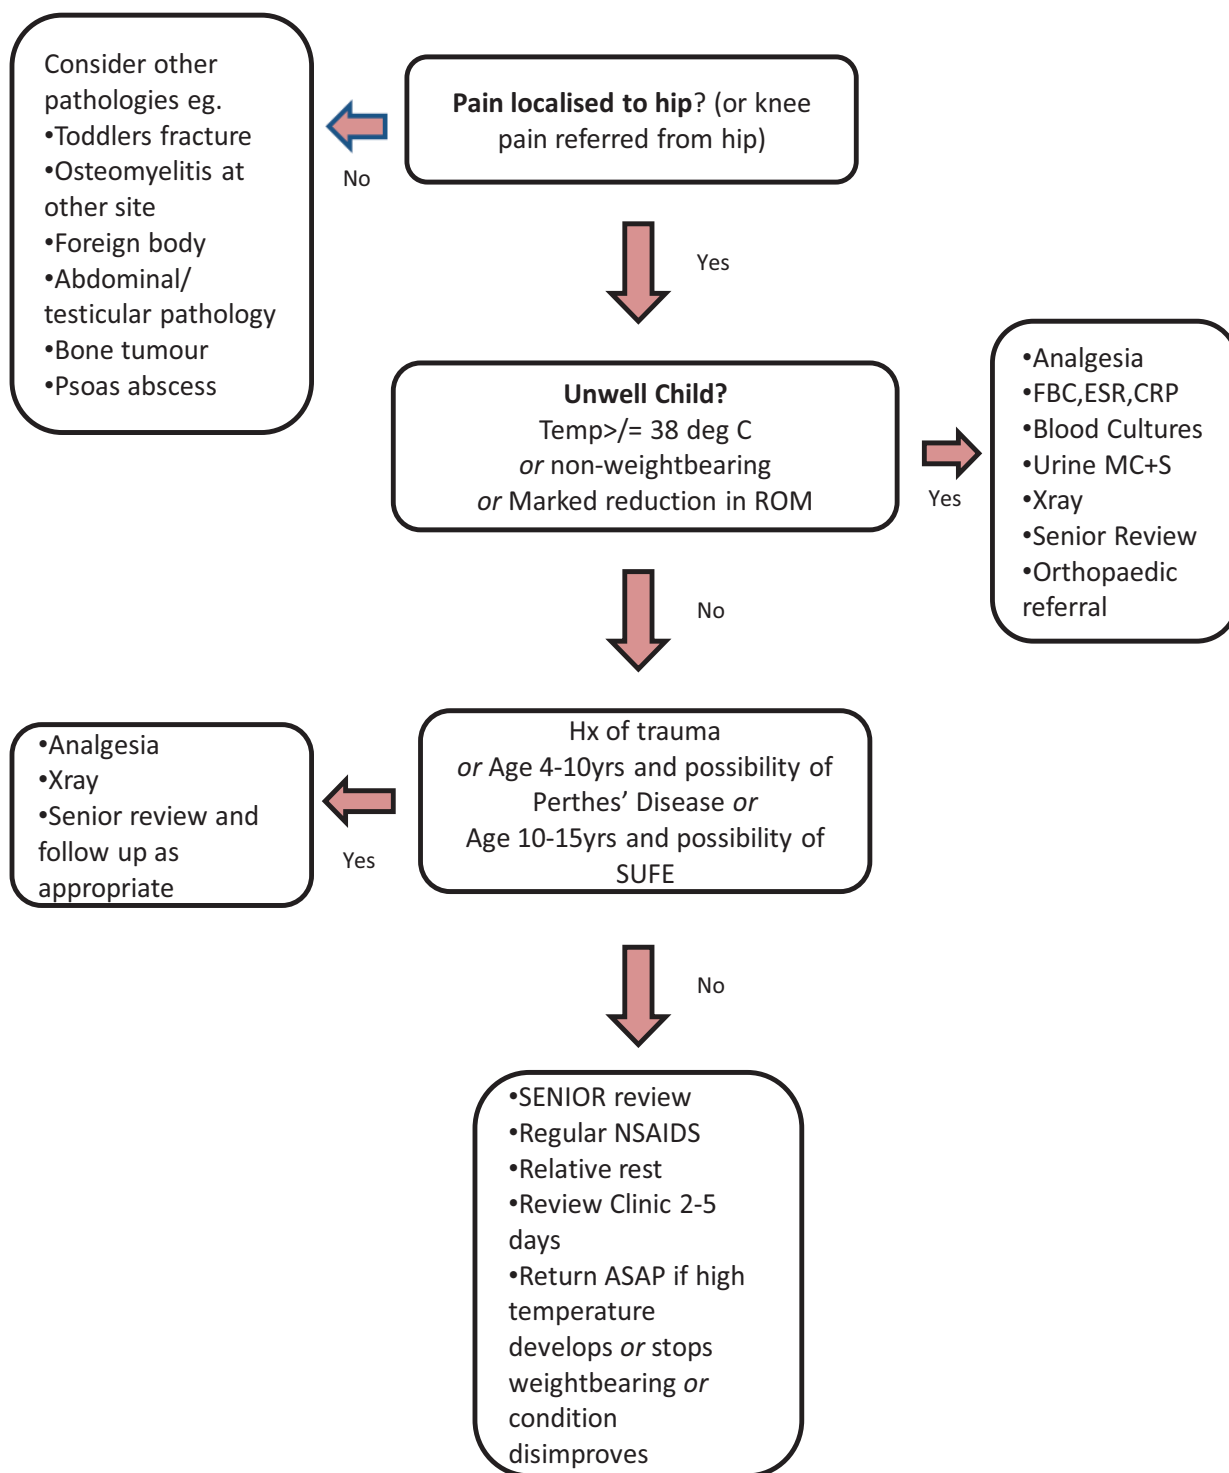 Consider other
pathologies eg.
•Toddlers fracture
•Osteomyelitis at
other site
•Foreign body
•Abdominal/
testicular pathology
•Bone tumour
•Psoas abscess
Pain localised to hip? (or knee
pain referred from hip)
No
Yes
Unwell Child?
Temp>/= 38 deg C
or non-weightbearing
or Marked reduction in ROM
Yes
•Analgesia
•FBC,ESR,CRP
•Blood Cultures
•Urine MC+S
•Xray
•Senior Review
•Orthopaedic
referral
No
Hx of trauma
or Age 4-10yrs and possibility of
Perthes’ Disease or
Age 10-15yrs and possibility of
SUFE
Yes
•Analgesia
•Xray
•Senior review and
follow up as
appropriate
No
•SENIOR review
•Regular NSAIDS
•Relative rest
•Review Clinic 2-5
days
•Return ASAP if high
temperature
develops or stops
weightbearing or
condition
disimproves